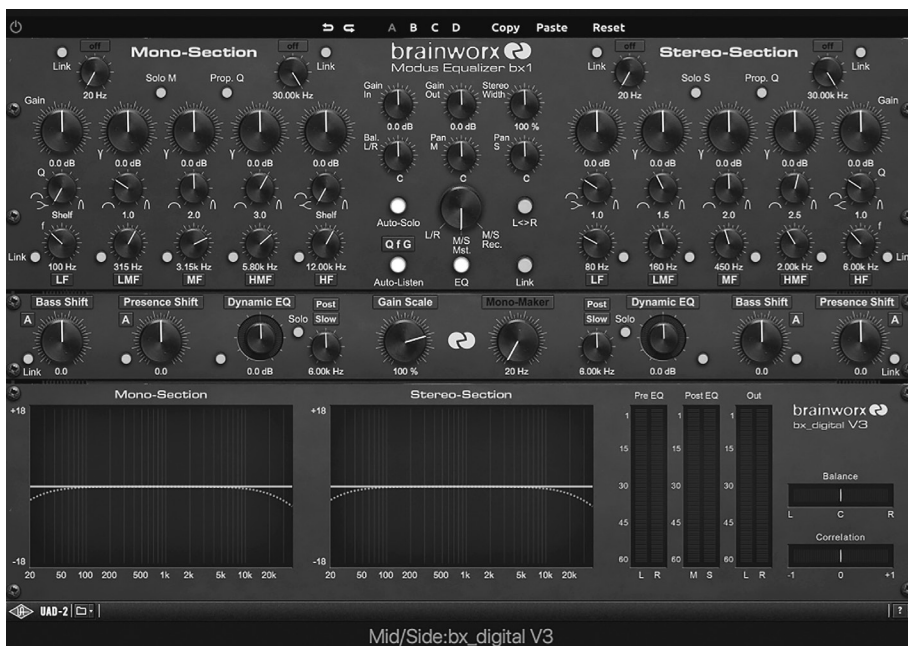 A B C D Copy Paste Reset
off Mono-Section off brainworx off Stereo-Section off
Link Link Modus Equalizer bx1 Link Link
20 Hz Solo M Prop. Q 30.00k Hz 20 Hz Solo S Prop. Q 30.00k Hz
Gain Gain In Gain Out Stereo Width Gain
0.0 dB 0.0 dB 100 %
0.0 dB 0.0 dB 0.0 dB 0.0 dB 0.0 dB Bal. L/R Pan M Pan S 0.0 dB 0.0 dB 0.0 dB 0.0 dB 0.0 dB
Q C C C Q
Shelf 1.0 2.0 3.0 Shelf 1.0 1.5 2.0 2.5 1.0
Auto-Solo L<>R
f L/R M/S Mst. M/S Rec. f
Link Q f G Link
100 Hz 315 Hz 3.15k Hz 5.80k Hz 12.00k Hz 80 Hz 160 Hz 450 Hz 2.00k Hz 6.00k Hz
LF LMF MF HMF HF Auto-Listen EQ Link LF LMF MF HMF HF
Bass Shift Presence Shift Dynamic EQ Post Gain Scale Mono-Maker Post Dynamic EQ Bass Shift Presence Shift
A A Solo Slow Slow Solo A A
Link 0.0 0.0 0.0 dB 6.00k Hz 100 % 20 Hz 6.00k Hz 0.0 dB 0.0 0.0 Link
Mono-Section Stereo-Section Pre EQ Post EQ Out
+18 +18 1 1 1 brainworx
bx_digital V3
15 15 15
30 30 30 Balance
L C R
45 45 45
Correlation
-18 -18 60 60 60
20 50 100 200 500 1k 2k 5k 10k 20k 20 50 100 200 500 1k 2k 5k 10k 20k L R M S L R -1 0 +1
UAD-2 ?
Mid/Side:bx_digital V3